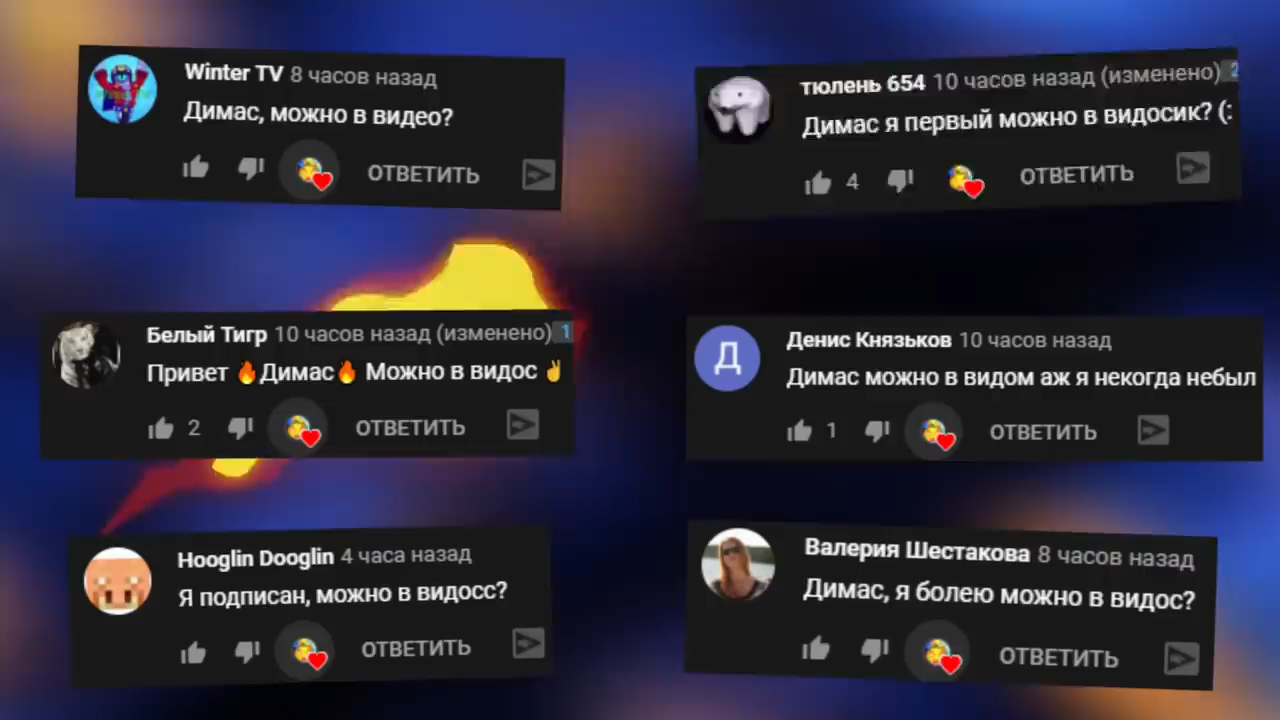 Winter TV 8 часов назад
Димас, можно в видео?
ОТВЕТИТЬ
тюлень 654 10 часов назад (изменено) 2
Димас я первый можно в видосик? (:
4 ОТВЕТИТЬ
Белый Тигр 10 часов назад (изменено) 1
Привет 🔥Димас🔥 Можно в видос ✌
2 ОТВЕТИТЬ
Д
Денис Князьков 10 часов назад
Димас можно в видом аж я некогда небыл
1 ОТВЕТИТЬ
Hooglin Dooglin 4 часа назад
Я подписан, можно в видосс?
ОТВЕТИТЬ
Валерия Шестакова 8 часов назад
Димас, я болею можно в видос?
ОТВЕТИТЬ